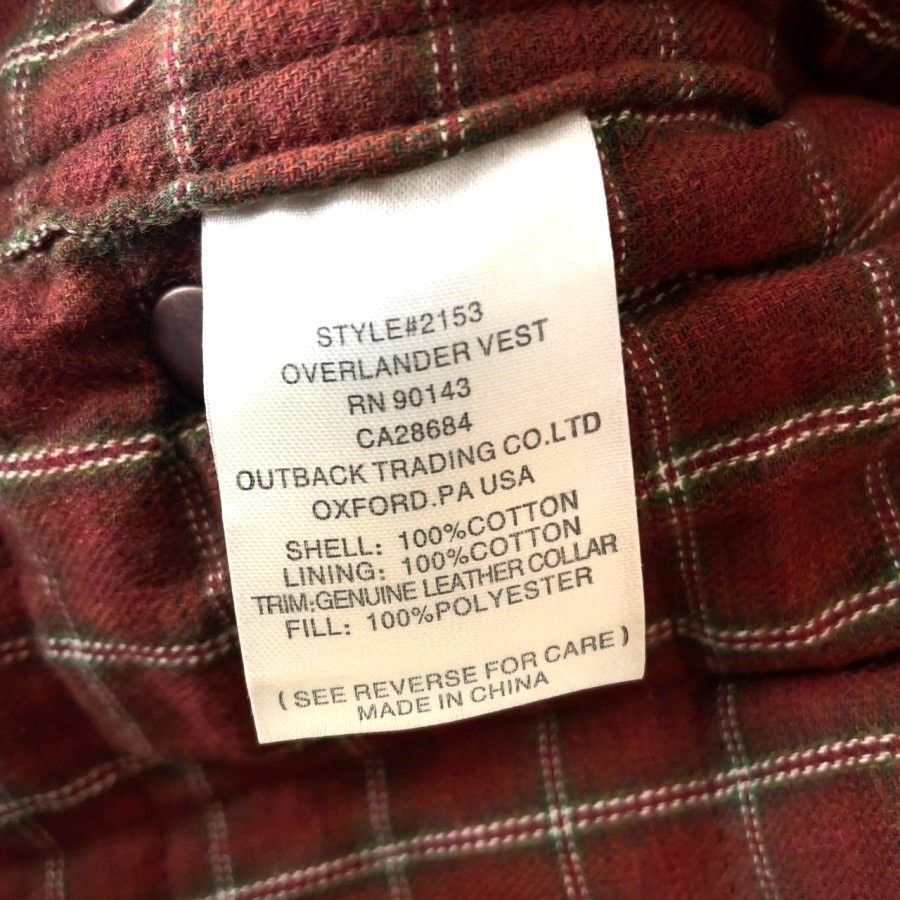 STYLE#2153
OVERLANDER VEST
RN 90143
CA28684
OUTBACK TRADING CO.LTD
OXFORD.PA USA
SHELL: 100%COTTON
LINING: 100%COTTON
TRIM:GENUINE LEATHER COLLAR
FILL: 100%POLYESTER
(SEE REVERSE FOR CARE)
MADE IN CHINA